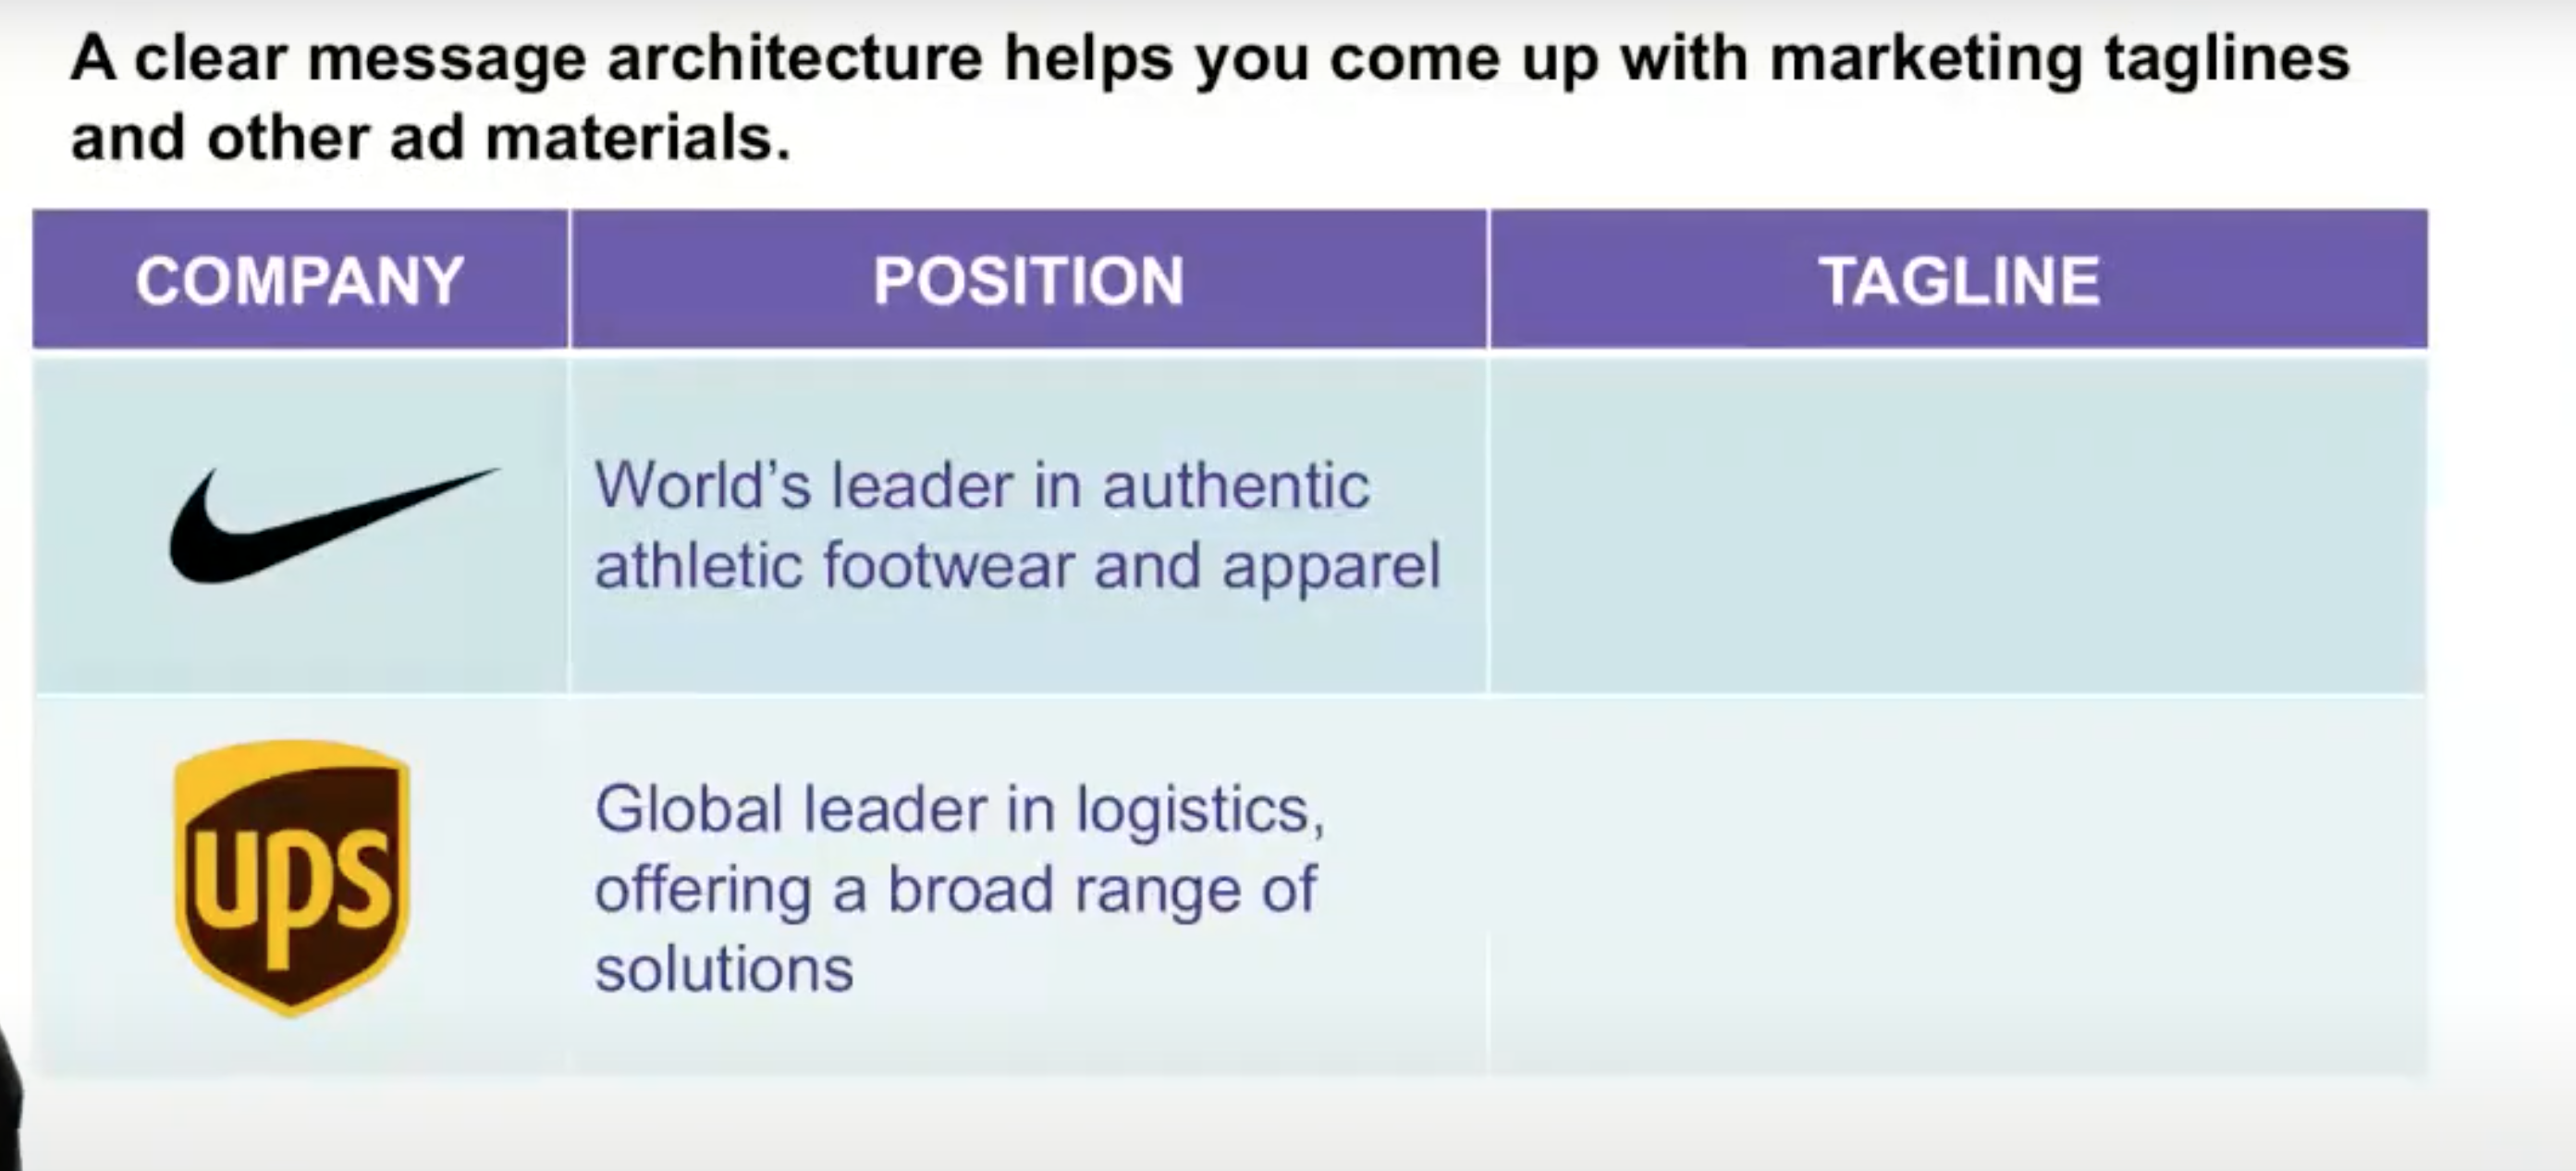 A clear message architecture helps you come up with marketing taglines
and other ad materials.
COMPANY
POSITION
TAGLINE
World’s leader in authentic
athletic footwear and apparel
ups
Global leader in logistics,
offering a broad range of
solutions